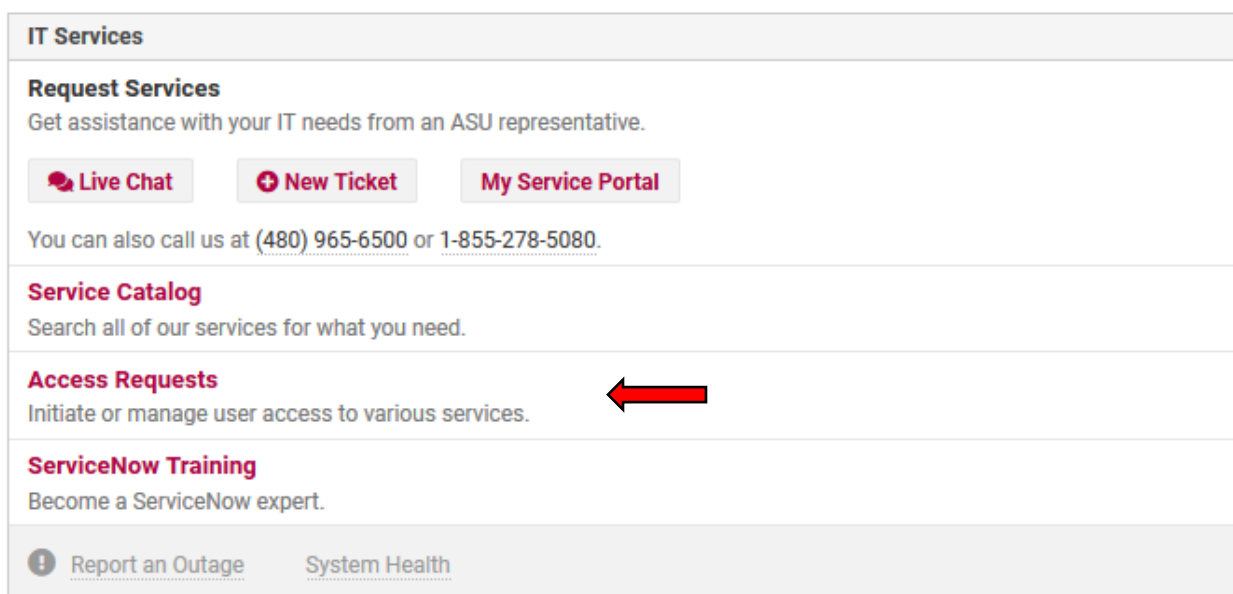 IT Services
Request Services
Get assistance with your IT needs from an ASU representative.
Live Chat New Ticket My Service Portal
You can also call us at (480) 965-6500 or 1-855-278-5080.
Service Catalog
Search all of our services for what you need.
Access Requests
Initiate or manage user access to various services.
ServiceNow Training
Become a ServiceNow expert.
Report an Outage System Health